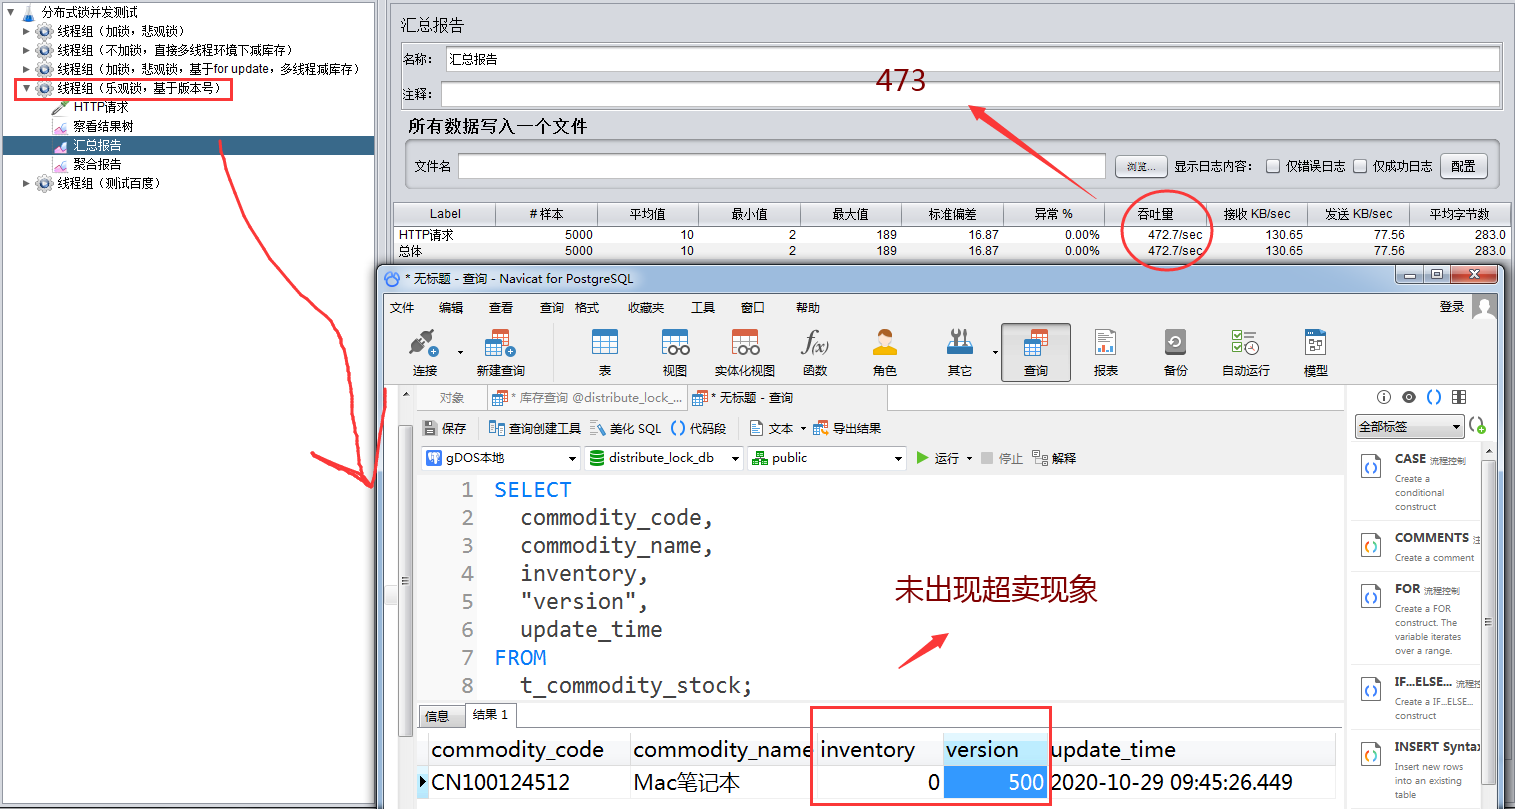 分布式锁并发测试
线程组（加锁，悲观锁）
线程组（不加锁，直接多线程环境下减库存）
线程组（加锁，悲观锁，基于for update，多线程减库存）
线程组（乐观锁，基于版本号）
HTTP请求
察看结果树
汇总报告
聚合报告
线程组（测试百度）
汇总报告
名称： 汇总报告
注释：
473
所有数据写入一个文件
文件名 浏览... 显示日志内容： 仅错误日志 仅成功日志 配置
Label # 样本 平均值 最小值 最大值 标准偏差 异常 % 吞吐量 接收 KB/sec 发送 KB/sec 平均字节数
HTTP请求 5000 10 2 189 16.87 0.00% 472.7/sec 130.65 77.56 283.0
总体 5000 10 2 189 16.87 0.00% 472.7/sec 130.65 77.56 283.0
* 无标题 - 查询 - Navicat for PostgreSQL
文件 编辑 查看 查询 格式 收藏夹 工具 窗口 帮助 登录
连接 新建查询 表 视图 实体化视图 函数 角色 其它 查询 报表 备份 自动运行 模型
对象 * 库存查询 @distribute_lock_... * 无标题 - 查询
保存 查询创建工具 美化 SQL () 代码段 文本 导出结果
gDOS本地 distribute_lock_db public 运行 停止 解释
1 SELECT
2 commodity_code,
3 commodity_name,
4 inventory,
5 "version",
6 update_time
7 FROM
8 t_commodity_stock;
未出现超卖现象
信息 结果 1
commodity_code commodity_name inventory version update_time
CN100124512 Mac笔记本 0 500 2020-10-29 09:45:26.449
全部标签
CASE 流程控制
Create a
conditional
construct
COMMENTS 注
Create a comment
FOR 流程控制
Create a FOR
construct. The
variable iterates
over a range.
IF...ELSE... 流程控
Create a IF...ELSE...
construct
INSERT Syntax
Insert new rows
into an existing
table